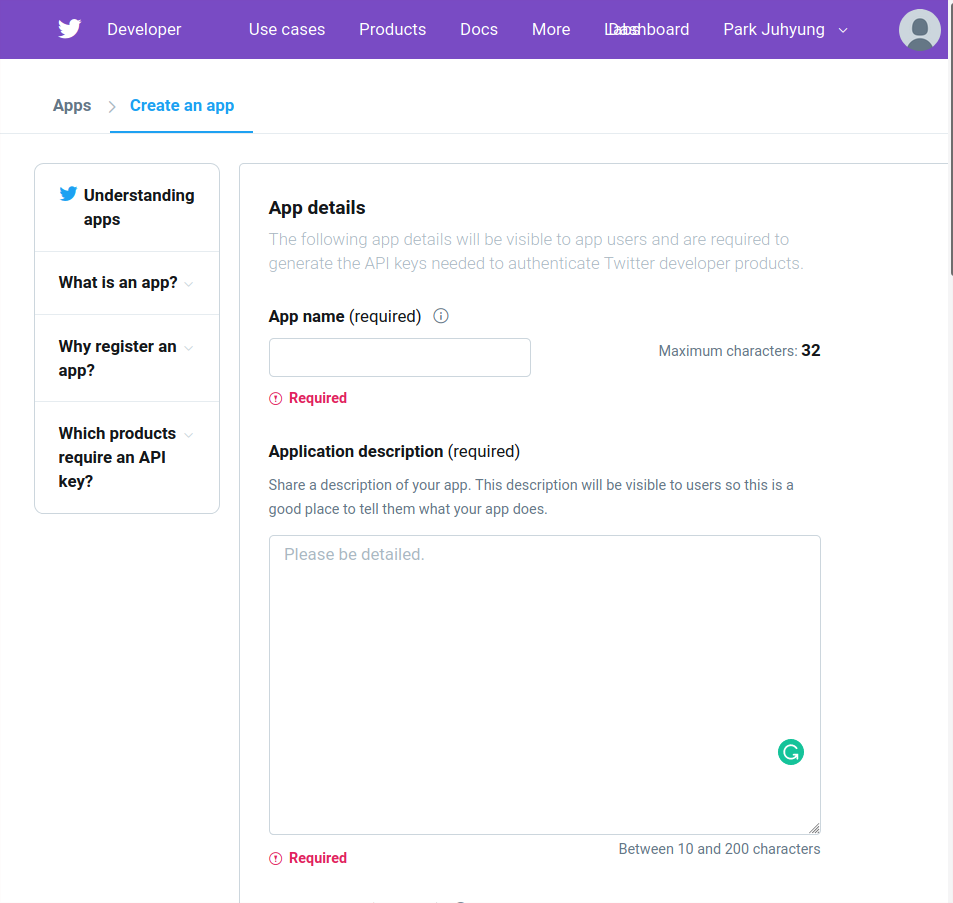 Developer
Use cases
Products
Docs
More
Labs
Dashboard
Park Juhyung
Apps
Create an app
Understanding
apps
What is an app?
Why register an
app?
Which products
require an API
key?
App details
The following app details will be visible to app users and are required to
generate the API keys needed to authenticate Twitter developer products.
App name (required)
Maximum characters: 32
Required
Application description (required)
Share a description of your app. This description will be visible to users so this is a
good place to tell them what your app does.
Please be detailed.
Between 10 and 200 characters
Required